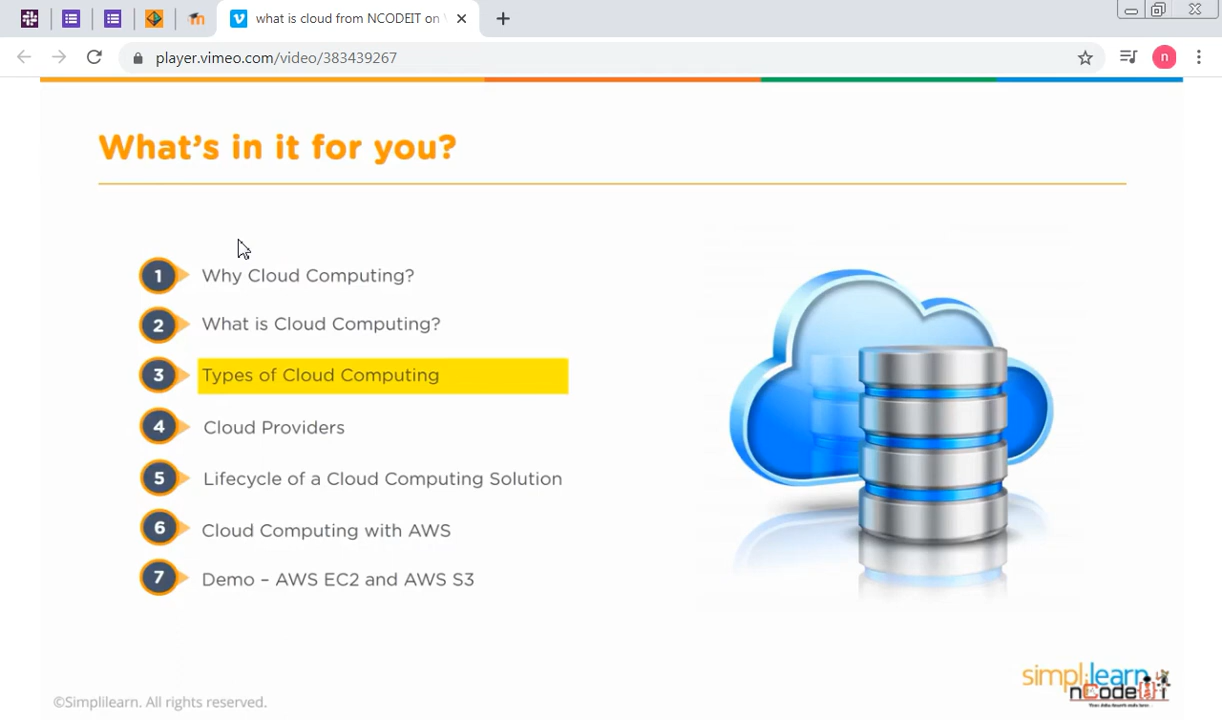 what is cloud from NCODEIT on
player.vimeo.com/video/383439267
n
What's in it for you?
1 Why Cloud Computing?
2 What is Cloud Computing?
3 Types of Cloud Computing
4 Cloud Providers
5 Lifecycle of a Cloud Computing Solution
6 Cloud Computing with AWS
7 Demo – AWS EC2 and AWS S3
©Simplilearn. All rights reserved.
simplilearn